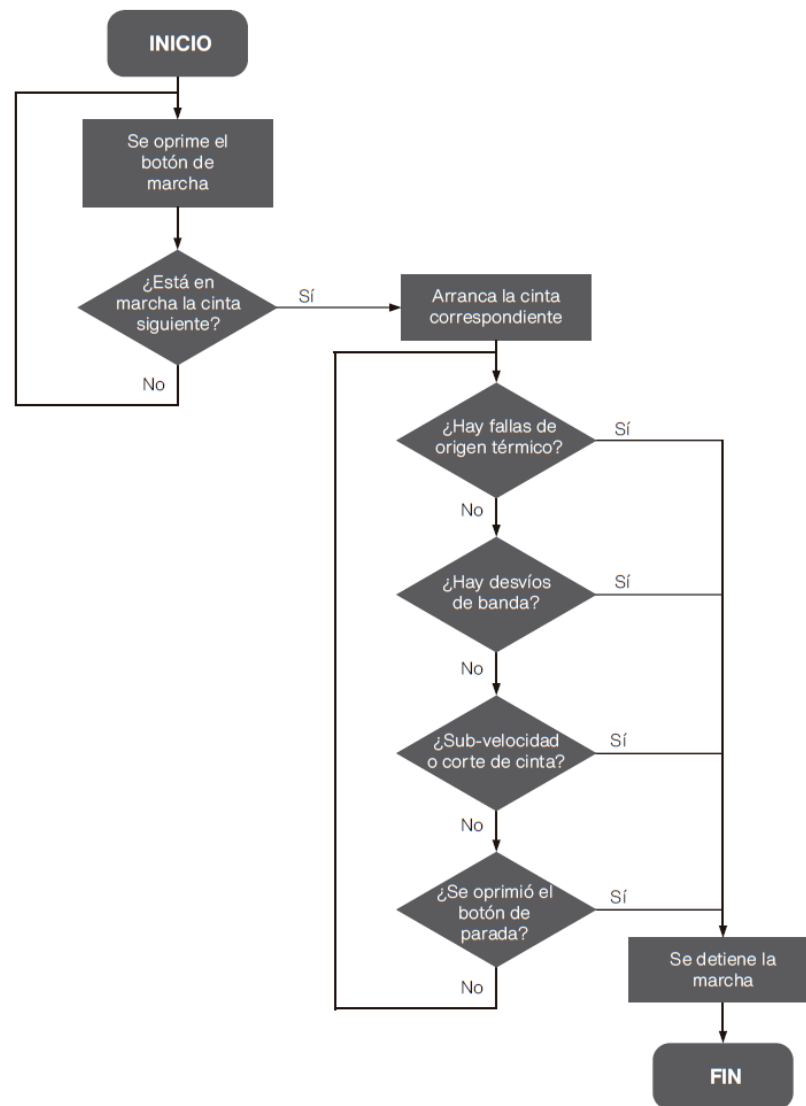 INICIO
Se oprime el
botón de
marcha
¿Está en
marcha la cinta
siguiente?
Sí
No
Arranca la cinta
correspondiente
¿Hay fallas de
origen térmico?
Sí
No
¿Hay desvíos
de banda?
Sí
No
¿Sub-velocidad
o corte de cinta?
Sí
No
¿Se oprimió el
botón de
parada?
Sí
No
Se detiene la
marcha
FIN